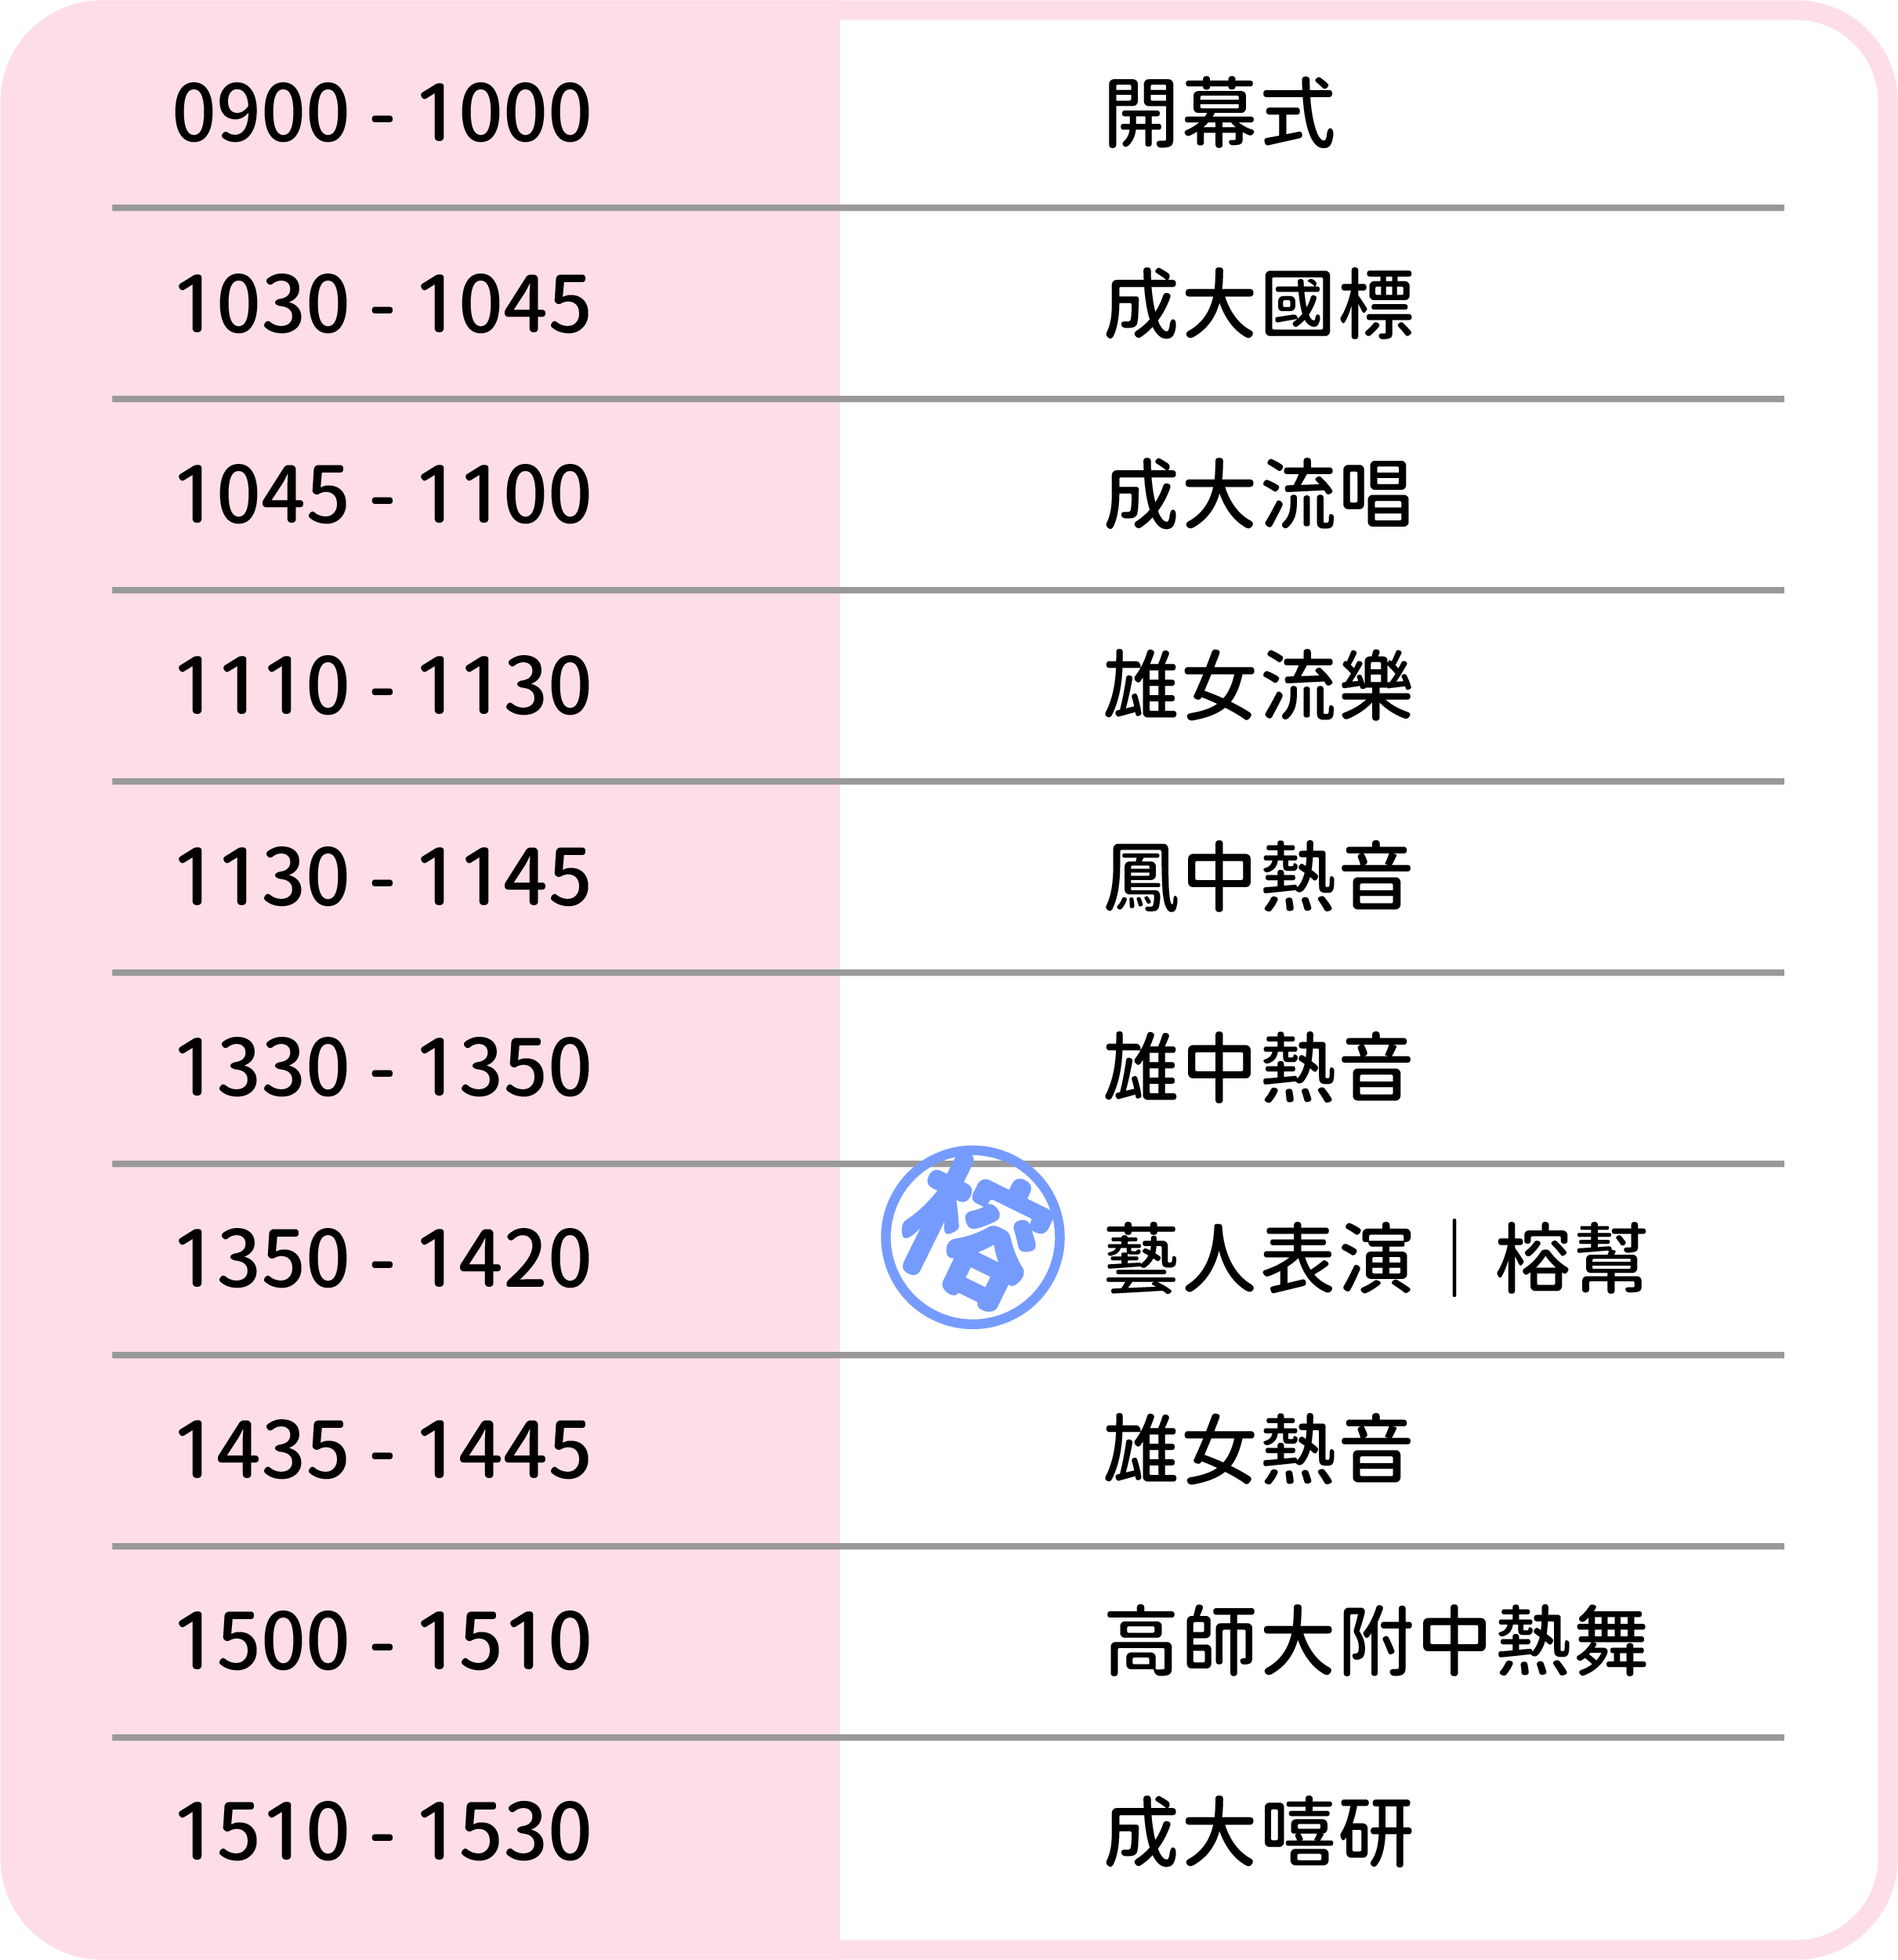 0900 - 1000 開幕式
1030 - 1045 成大國標
1045 - 1100 成大流唱
1110 - 1130 雄女流樂
1130 - 1145 鳳中熱音
1330 - 1350 雄中熱音
1350 - 1420 榕 藝人表演｜榕幫
1435 - 1445 雄女熱音
1500 - 1510 高師大附中熱舞
1510 - 1530 成大嘻研